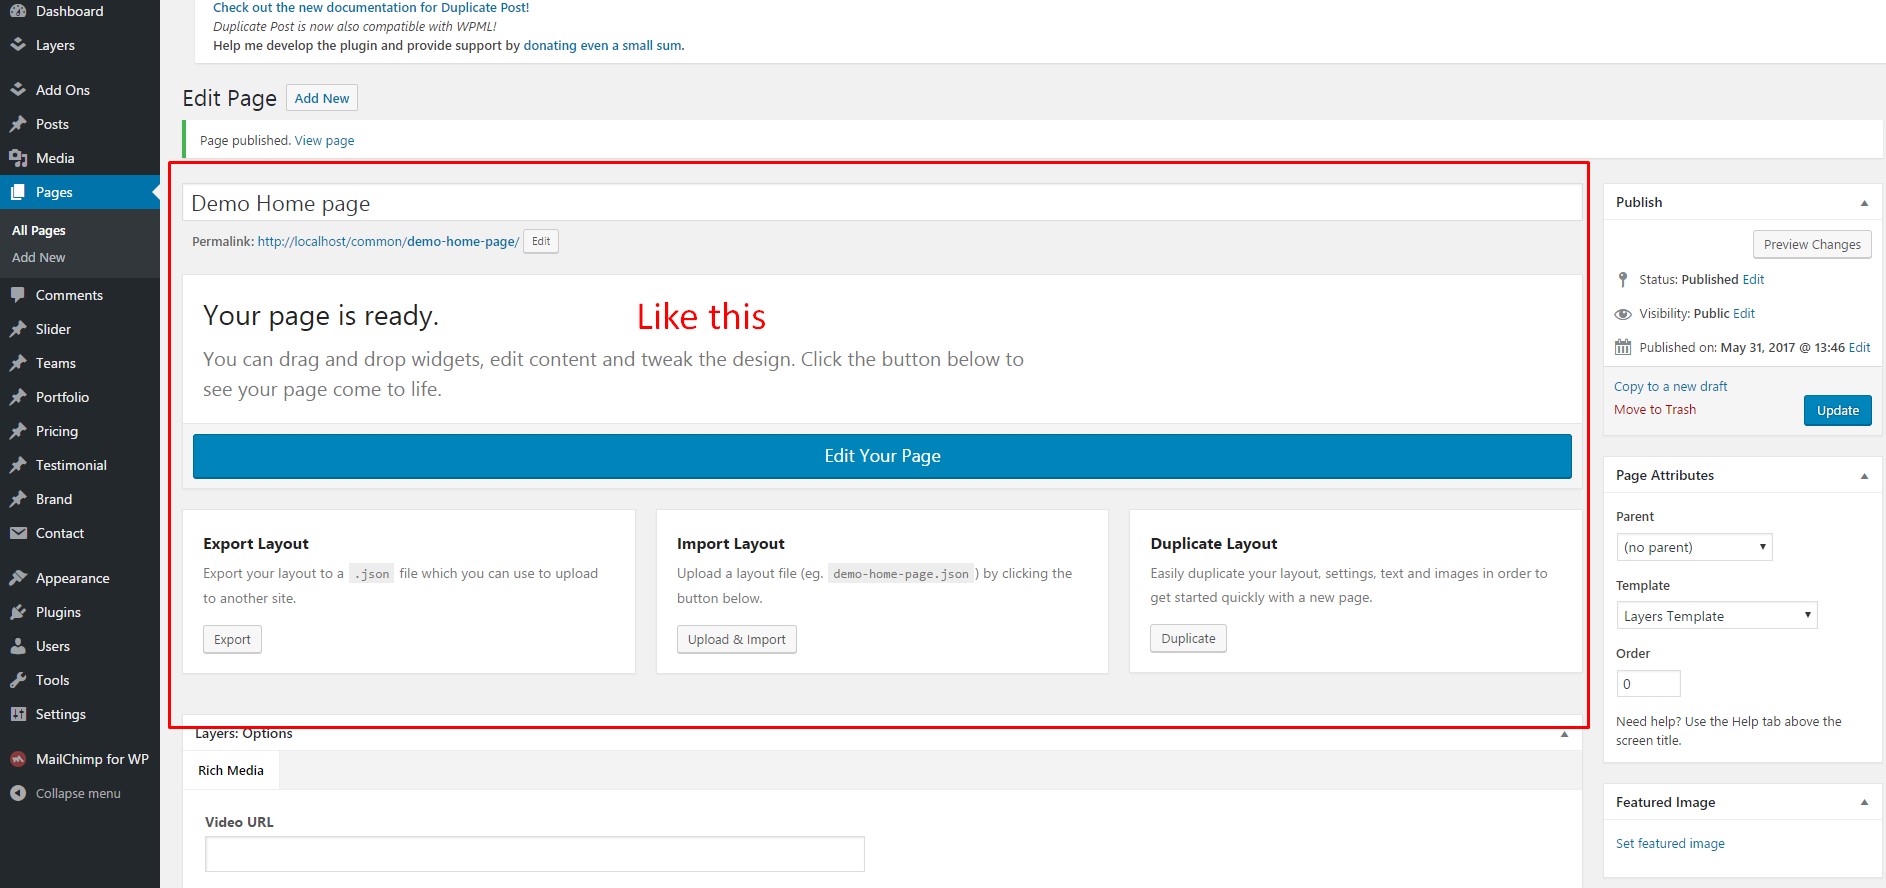 Dashboard
Layers
Add Ons
Posts
Media
Pages
All Pages
Add New
Comments
Slider
Teams
Portfolio
Pricing
Testimonial
Brand
Contact
Appearance
Plugins
Users
Tools
Settings
MailChimp for WP
Collapse menu
Check out the new documentation for Duplicate Post!
Duplicate Post is now also compatible with WPML!
Help me develop the plugin and provide support by donating even a small sum.
Edit Page Add New
Page published. View page
Demo Home page
Permalink: http://localhost/common/demo-home-page/ Edit
Your page is ready.
Like this
You can drag and drop widgets, edit content and tweak the design. Click the button below to
see your page come to life.
Edit Your Page
Export Layout
Export your layout to a .json file which you can use to upload
to another site.
Export
Import Layout
Upload a layout file (eg. demo-home-page.json) by clicking the
button below.
Upload & Import
Duplicate Layout
Easily duplicate your layout, settings, text and images in order to
get started quickly with a new page.
Duplicate
Layers: Options
Rich Media
Video URL
Publish
Preview Changes
Status: Published Edit
Visibility: Public Edit
Published on: May 31, 2017 @ 13:46 Edit
Copy to a new draft
Move to Trash
Update
Page Attributes
Parent
(no parent)
Template
Layers Template
Order
0
Need help? Use the Help tab above the
screen title.
Featured Image
Set featured image